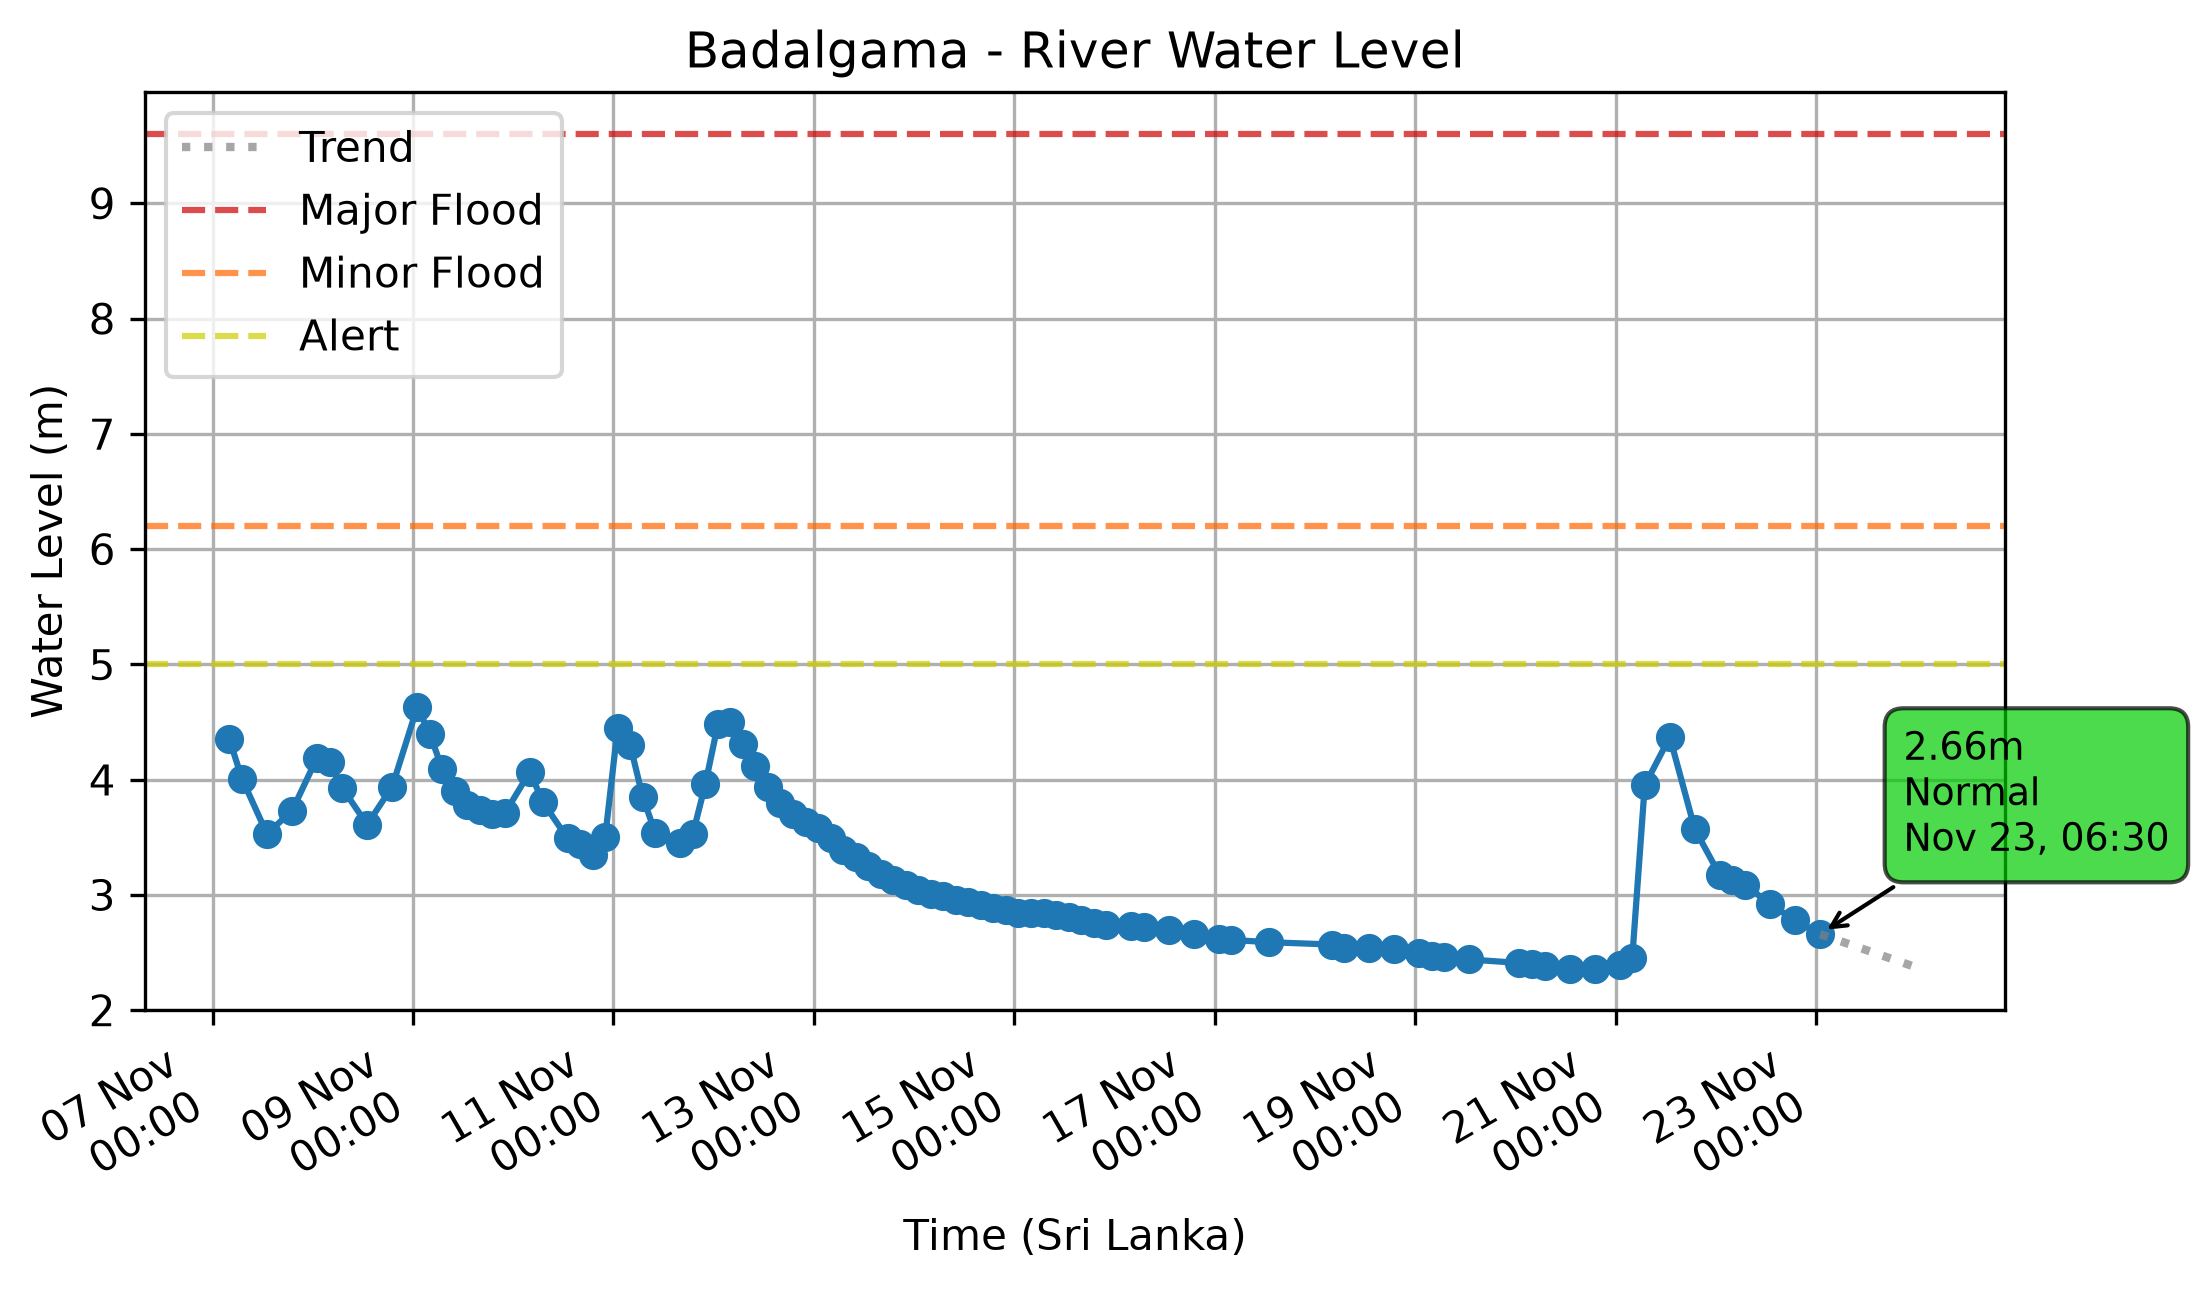 Badalgama - River Water Level
Trend
Major Flood
Minor Flood
Alert
Water Level (m)
9
8
7
6
5
4
3
2
2.66m
Normal
Nov 23, 06:30
07 Nov
00:00
09 Nov
00:00
11 Nov
00:00
13 Nov
00:00
15 Nov
00:00
17 Nov
00:00
19 Nov
00:00
21 Nov
00:00
23 Nov
00:00
Time (Sri Lanka)